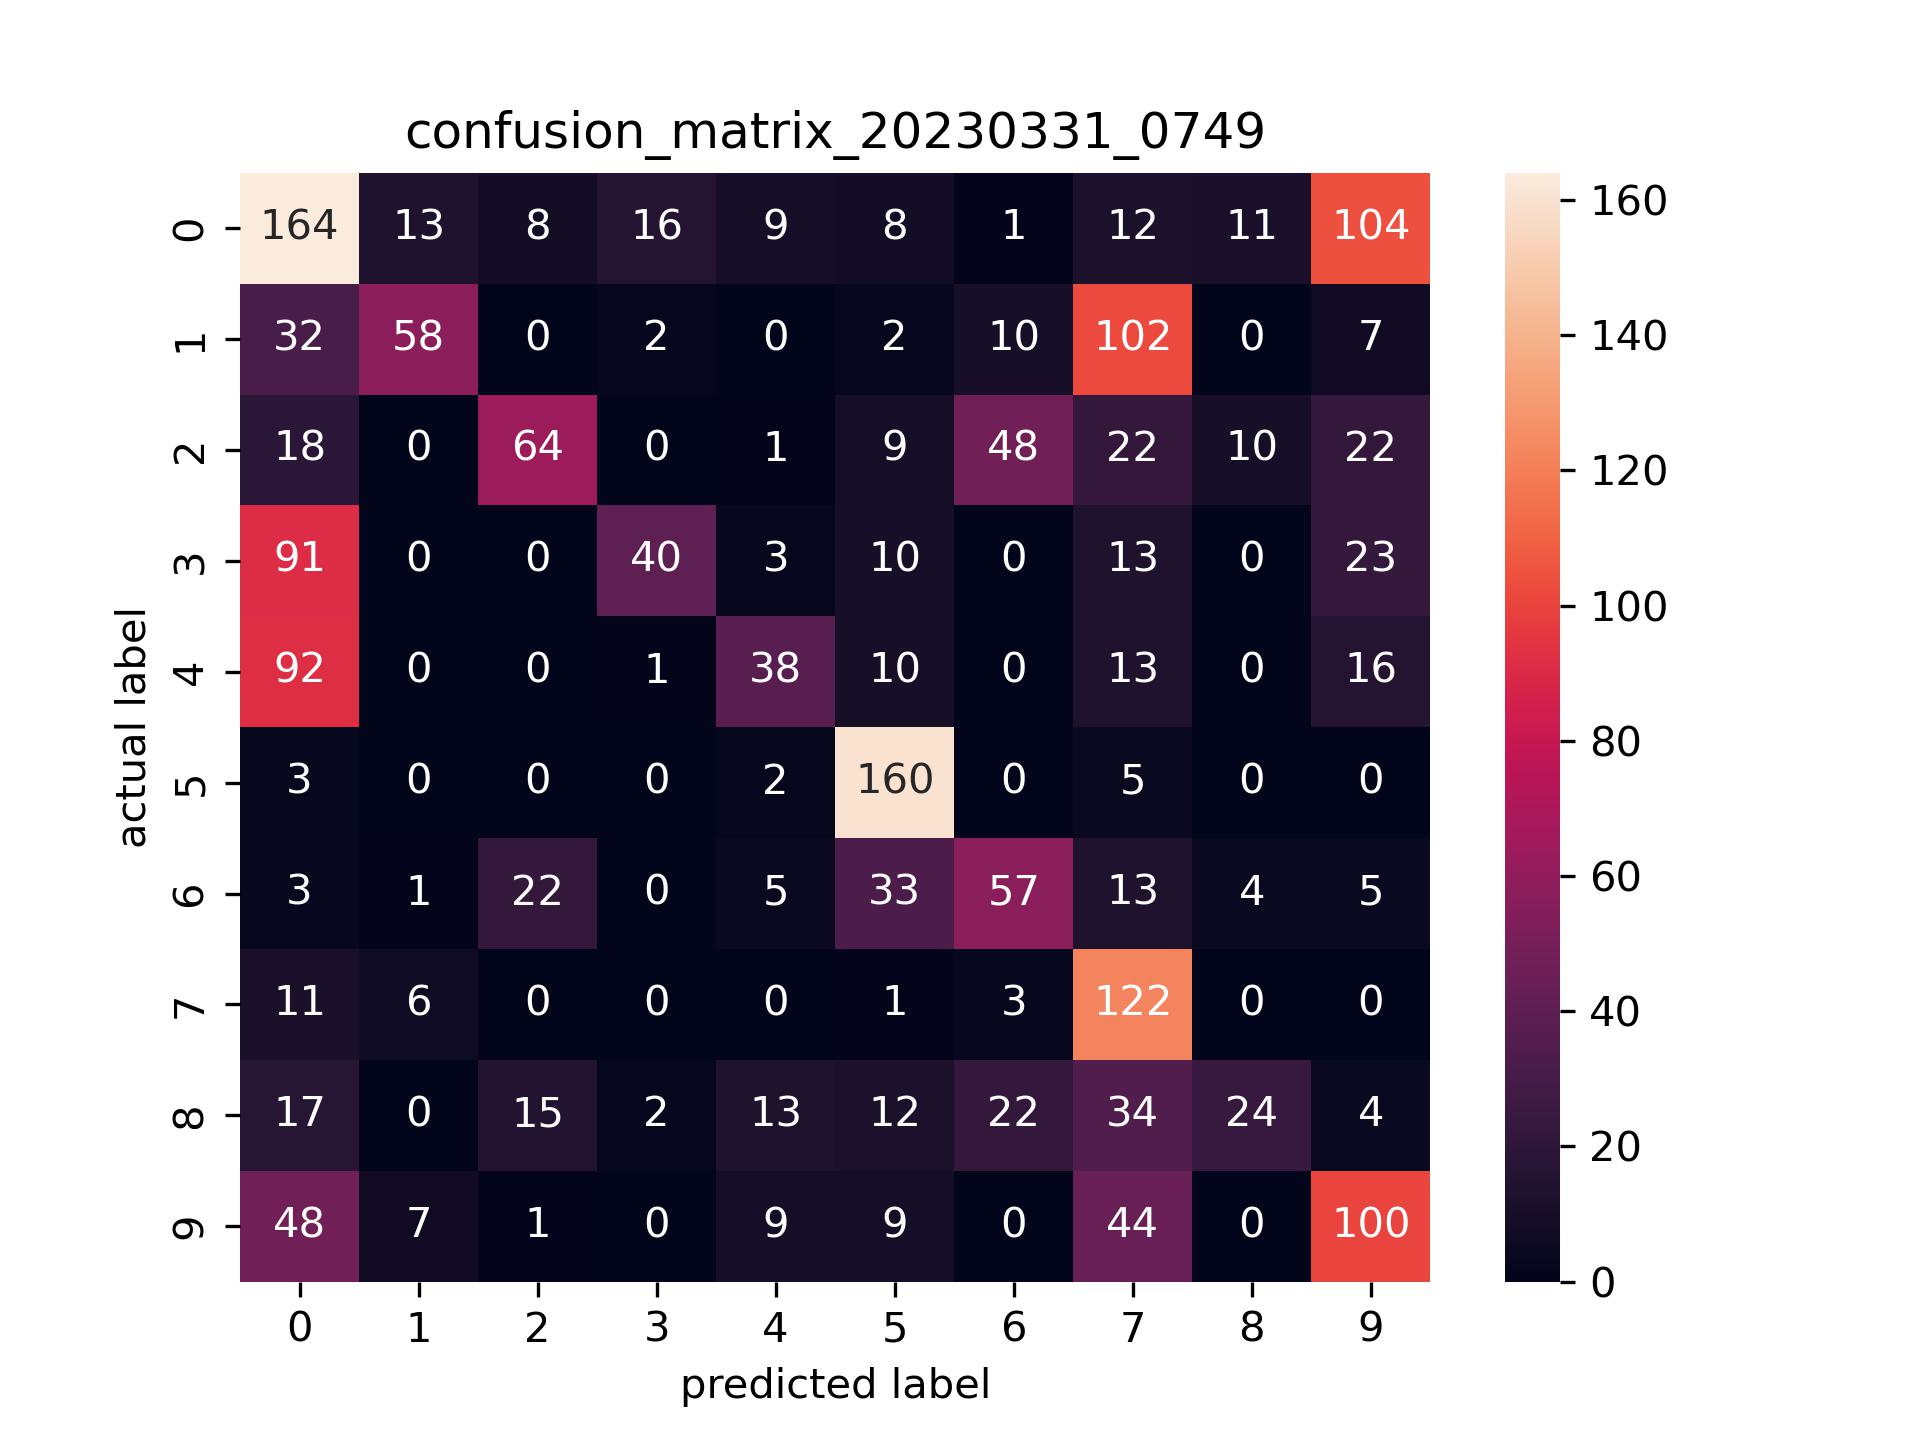 confusion_matrix_20230331_0749
0 164 13 8 16 9 8 1 12 11 104
1 32 58 0 2 0 2 10 102 0 7
2 18 0 64 0 1 9 48 22 10 22
3 91 0 0 40 3 10 0 13 0 23
4 92 0 0 1 38 10 0 13 0 16
5 3 0 0 0 2 160 0 5 0 0
6 3 1 22 0 5 33 57 13 4 5
7 11 6 0 0 0 1 3 122 0 0
8 17 0 15 2 13 12 22 34 24 4
9 48 7 1 0 9 9 0 44 0 100
0 1 2 3 4 5 6 7 8 9
predicted label
actual label
160
140
120
100
80
60
40
20
0